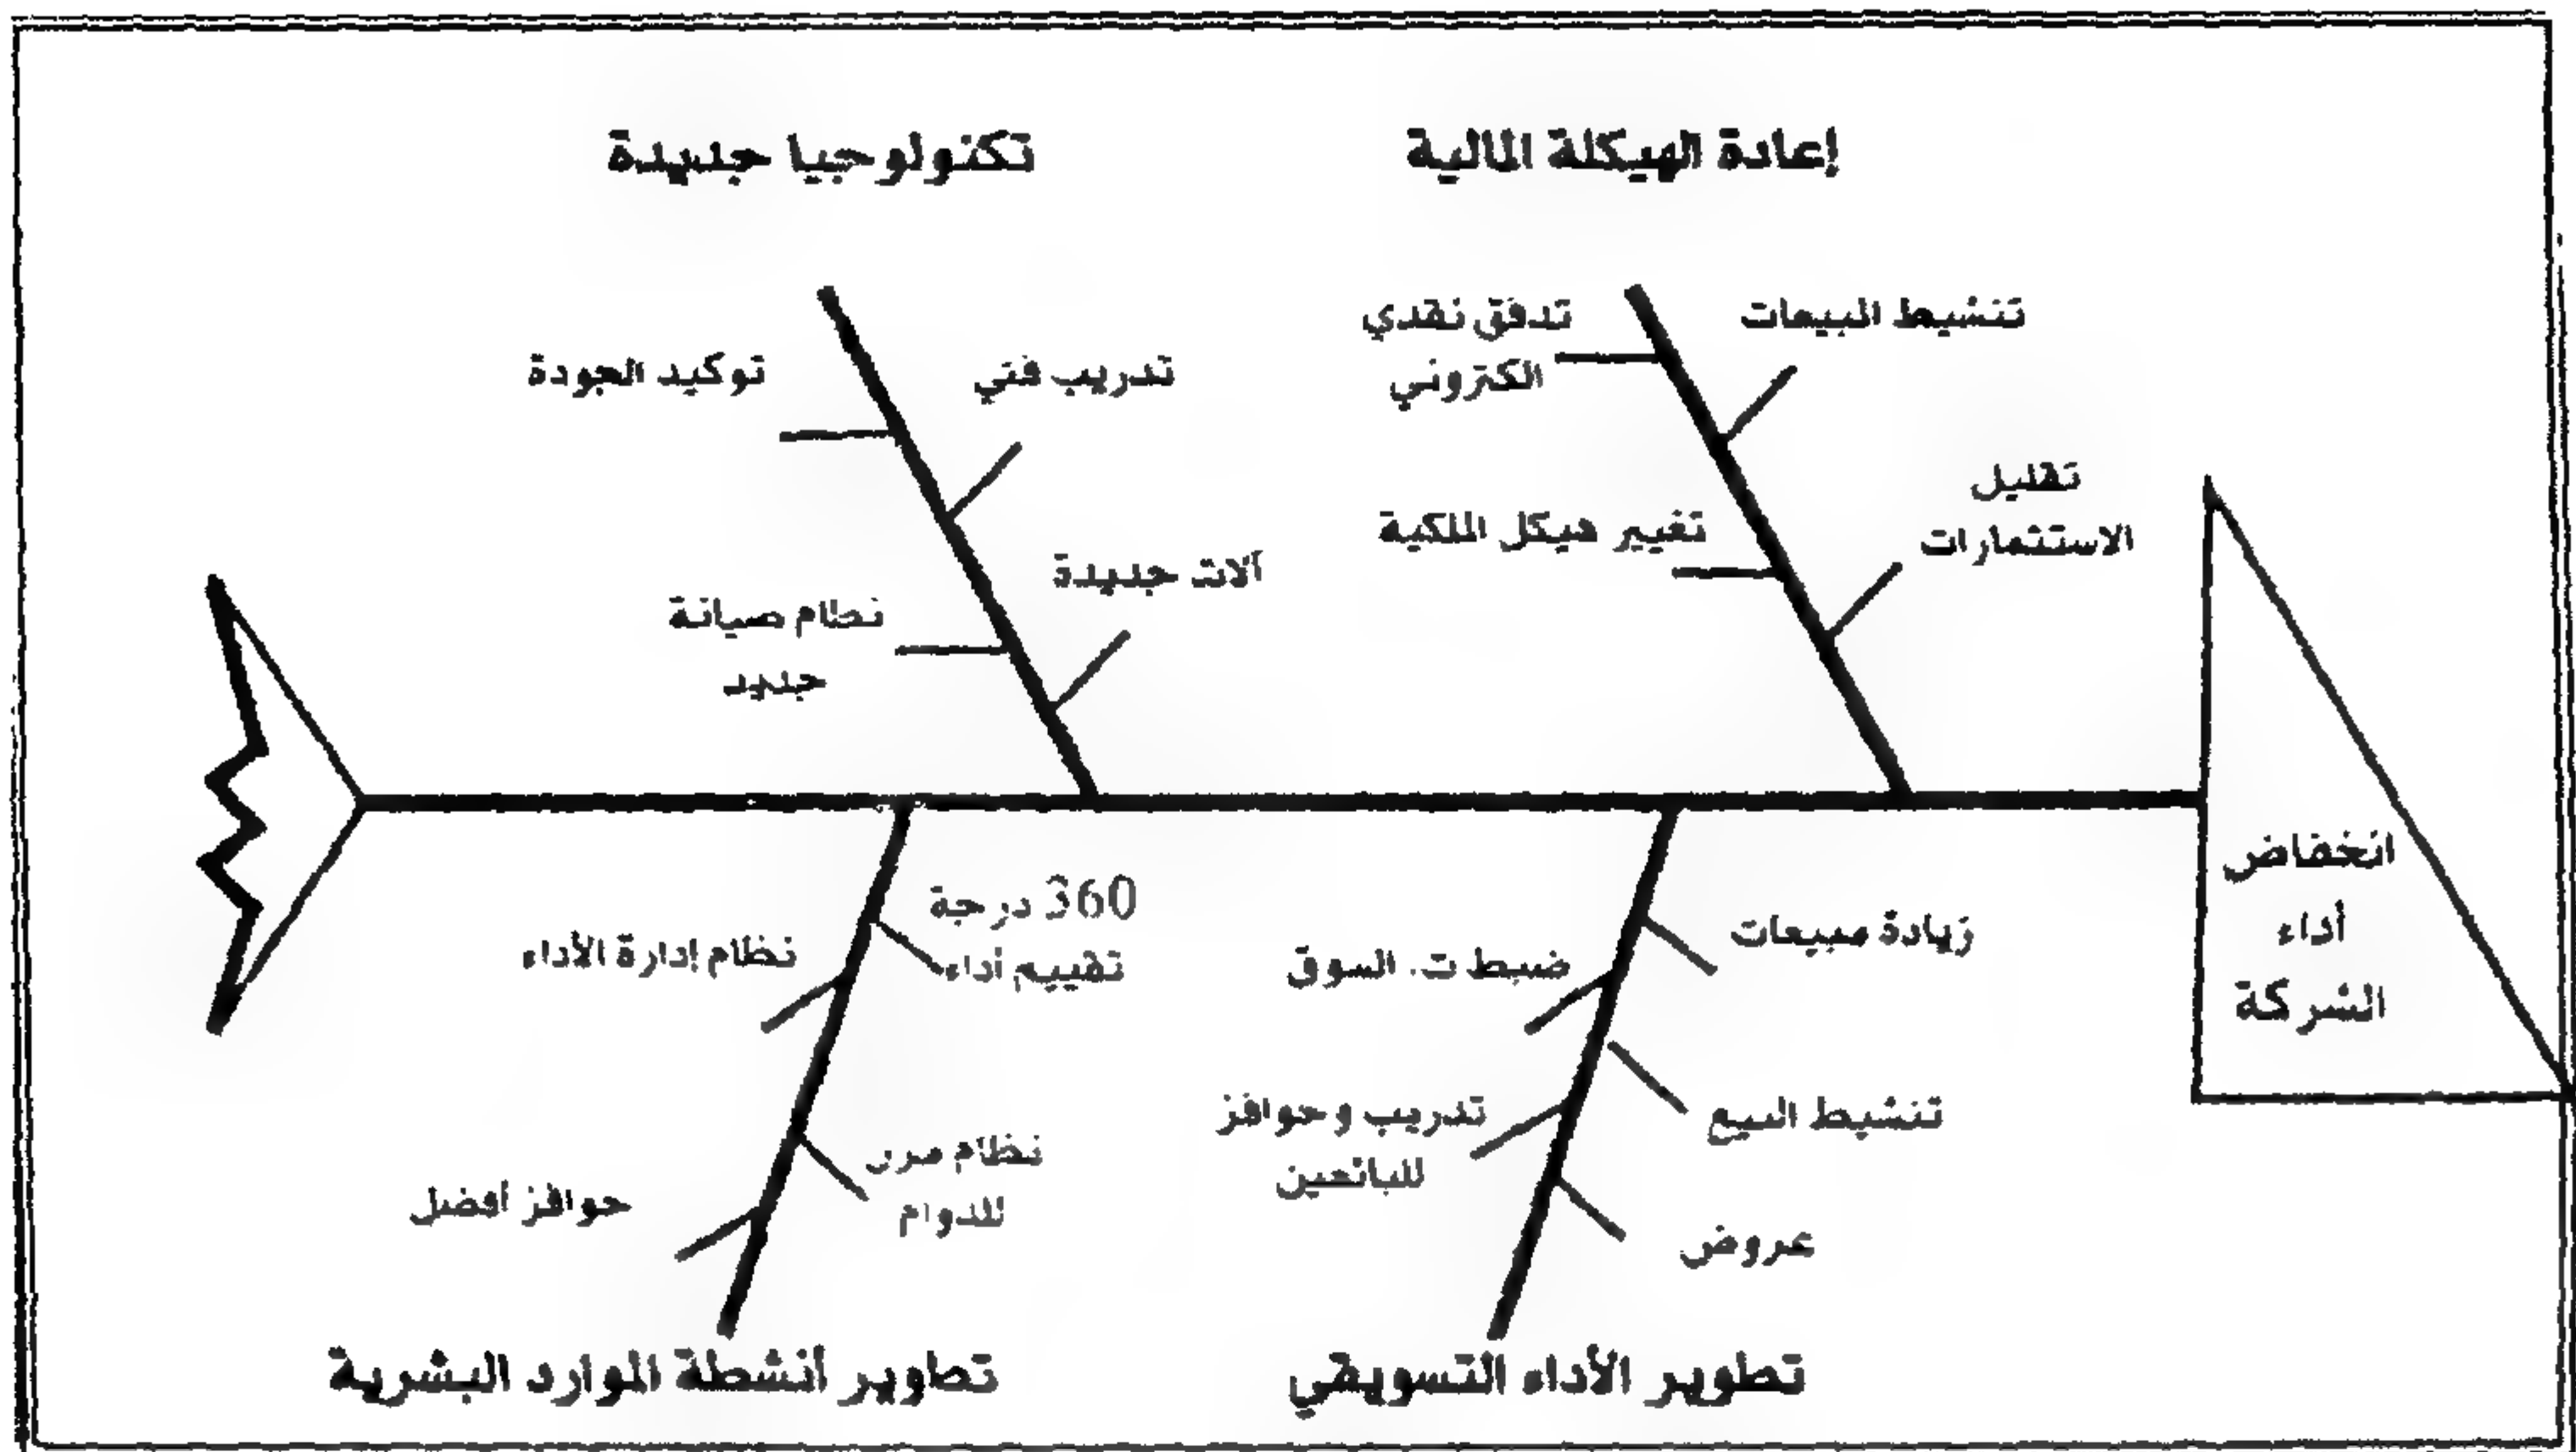 إعادة الهيكلة المالية
تكنولوجيا جديدة
تنشيط المبيعات
تدفق نقدي
الكتروني
تقليل
الاستثمارات
تغيير هيكل الملكية
تدريب فني
توكيد الجودة
آلات جديدة
نظام صيانة
جديد
انخفاض
أداء
الشركة
زيادة مبيعات
ضبط ت. السوق
تنشيط البيع
تدريب وحوافز
للبائعين
عروض
360 درجة
تقييم أداء
نظام إدارة الأداء
نظام مرن
للدوام
حوافز أفضل
تطوير الأداء التسويقي
تطوير أنشطة الموارد البشرية